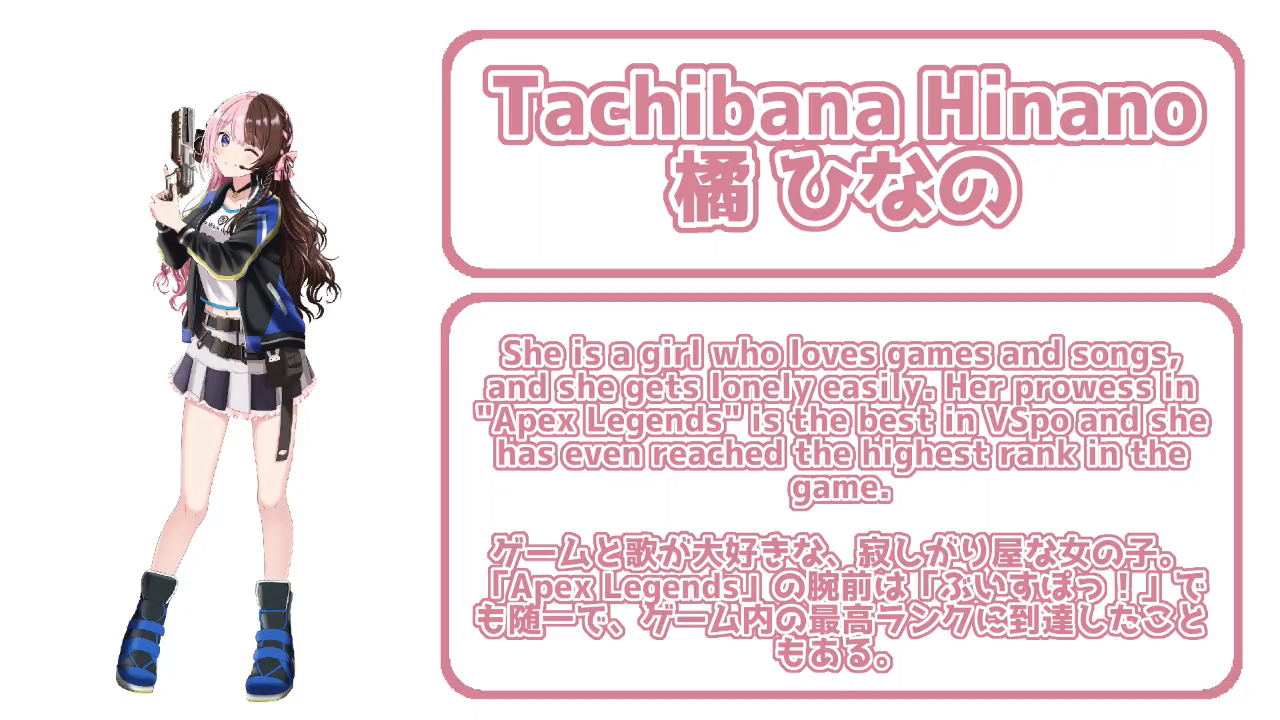 Tachibana Hinano
橘 ひなの
She is a girl who loves games and songs,
and she gets lonely easily. Her prowess in
"Apex Legends" is the best in VSpo and she
has even reached the highest rank in the
game.
ゲームと歌が大好きな、寂しがり屋な女の子。
「Apex Legends」の腕前は「ぶいすぽっ！」で
も随一で、ゲーム内の最高ランクに到達したこと
もある。